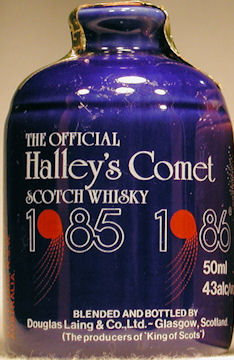 THE OFFICIAL
Halley's Comet
SCOTCH WHISKY
1985 1986
50ml
43alc/v
BLENDED AND BOTTLED BY
Douglas Laing & Co., Ltd. ~ Glasgow, Scotland
(The producers of 'King of Scots')